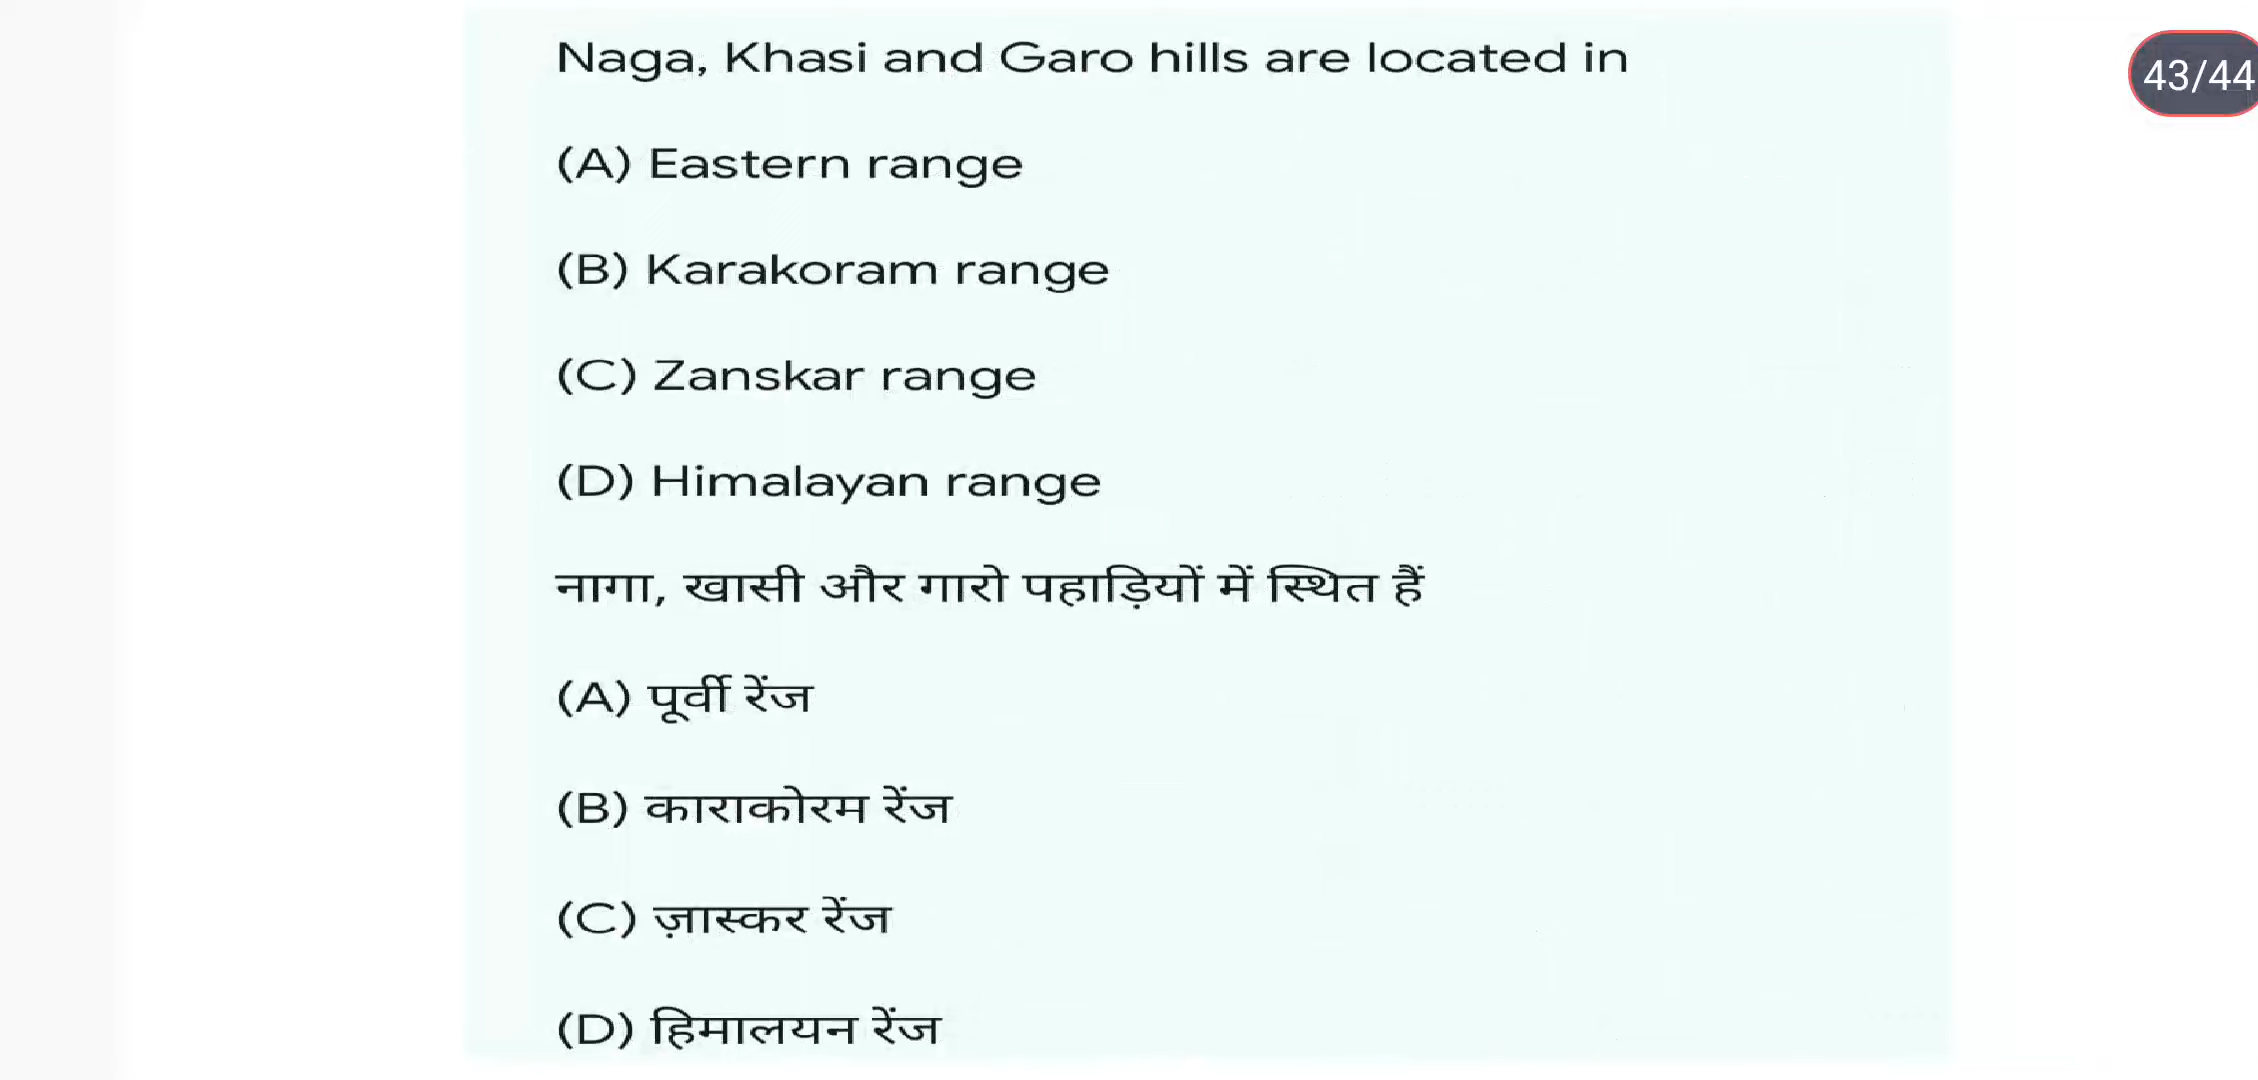 Naga, Khasi and Garo hills are located in
43/44
(A) Eastern range
(B) Karakoram range
(C) Zanskar range
(D) Himalayan range
नागा, खासी और गारो पहाड़ियों में स्थित हैं
(A) पूर्वी रेंज
(B) काराकोरम रेंज
(C) ज़ास्कर रेंज
(D) हिमालयन रेंज